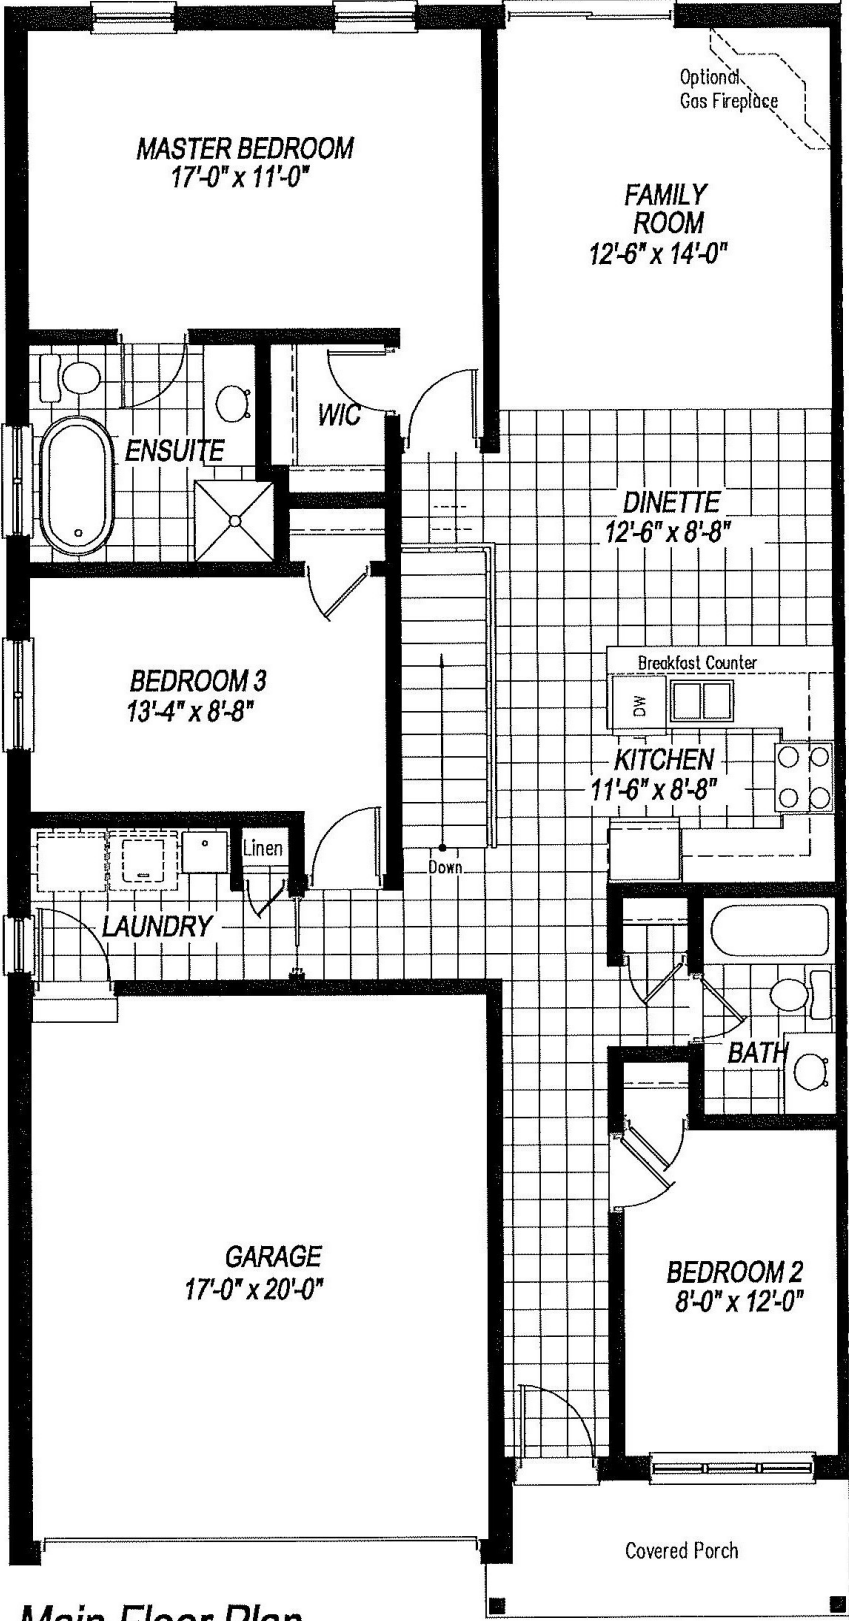 Optional
Gas Fireplace
MASTER BEDROOM
17'-0" x 11'-0"
FAMILY
ROOM
12'-6" x 14'-0"
WIC
ENSUITE
DINETTE
12'-6" x 8'-8"
Breakfast Counter
BEDROOM 3
13'-4" x 8'-8"
DW
KITCHEN
11'-6" x 8'-8"
Linen
Down
LAUNDRY
BATH
GARAGE
17'-0" x 20'-0"
BEDROOM 2
8'-0" x 12'-0"
Covered Porch
Main Floor Plan